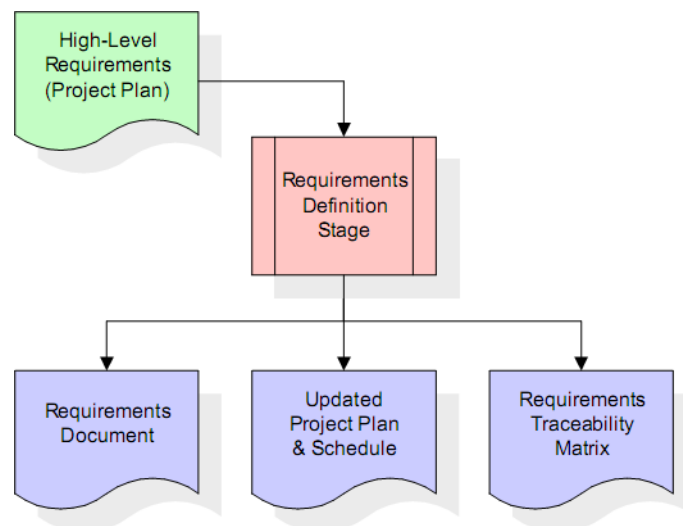 High-Level
Requirements
(Project Plan)
Requirements
Definition
Stage
Requirements
Document
Updated
Project Plan
& Schedule
Requirements
Traceability
Matrix